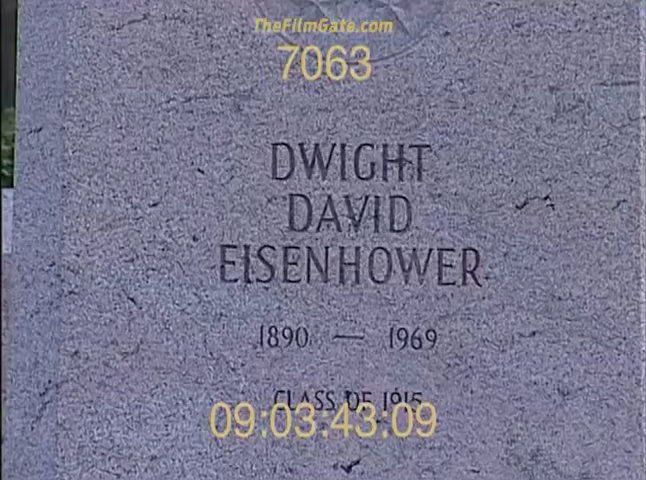 TheFilmGate.com
7063
DWIGHT
DAVID
EISENHOWER
1890 — 1969
CLASS OF 1915
09:03:43:09